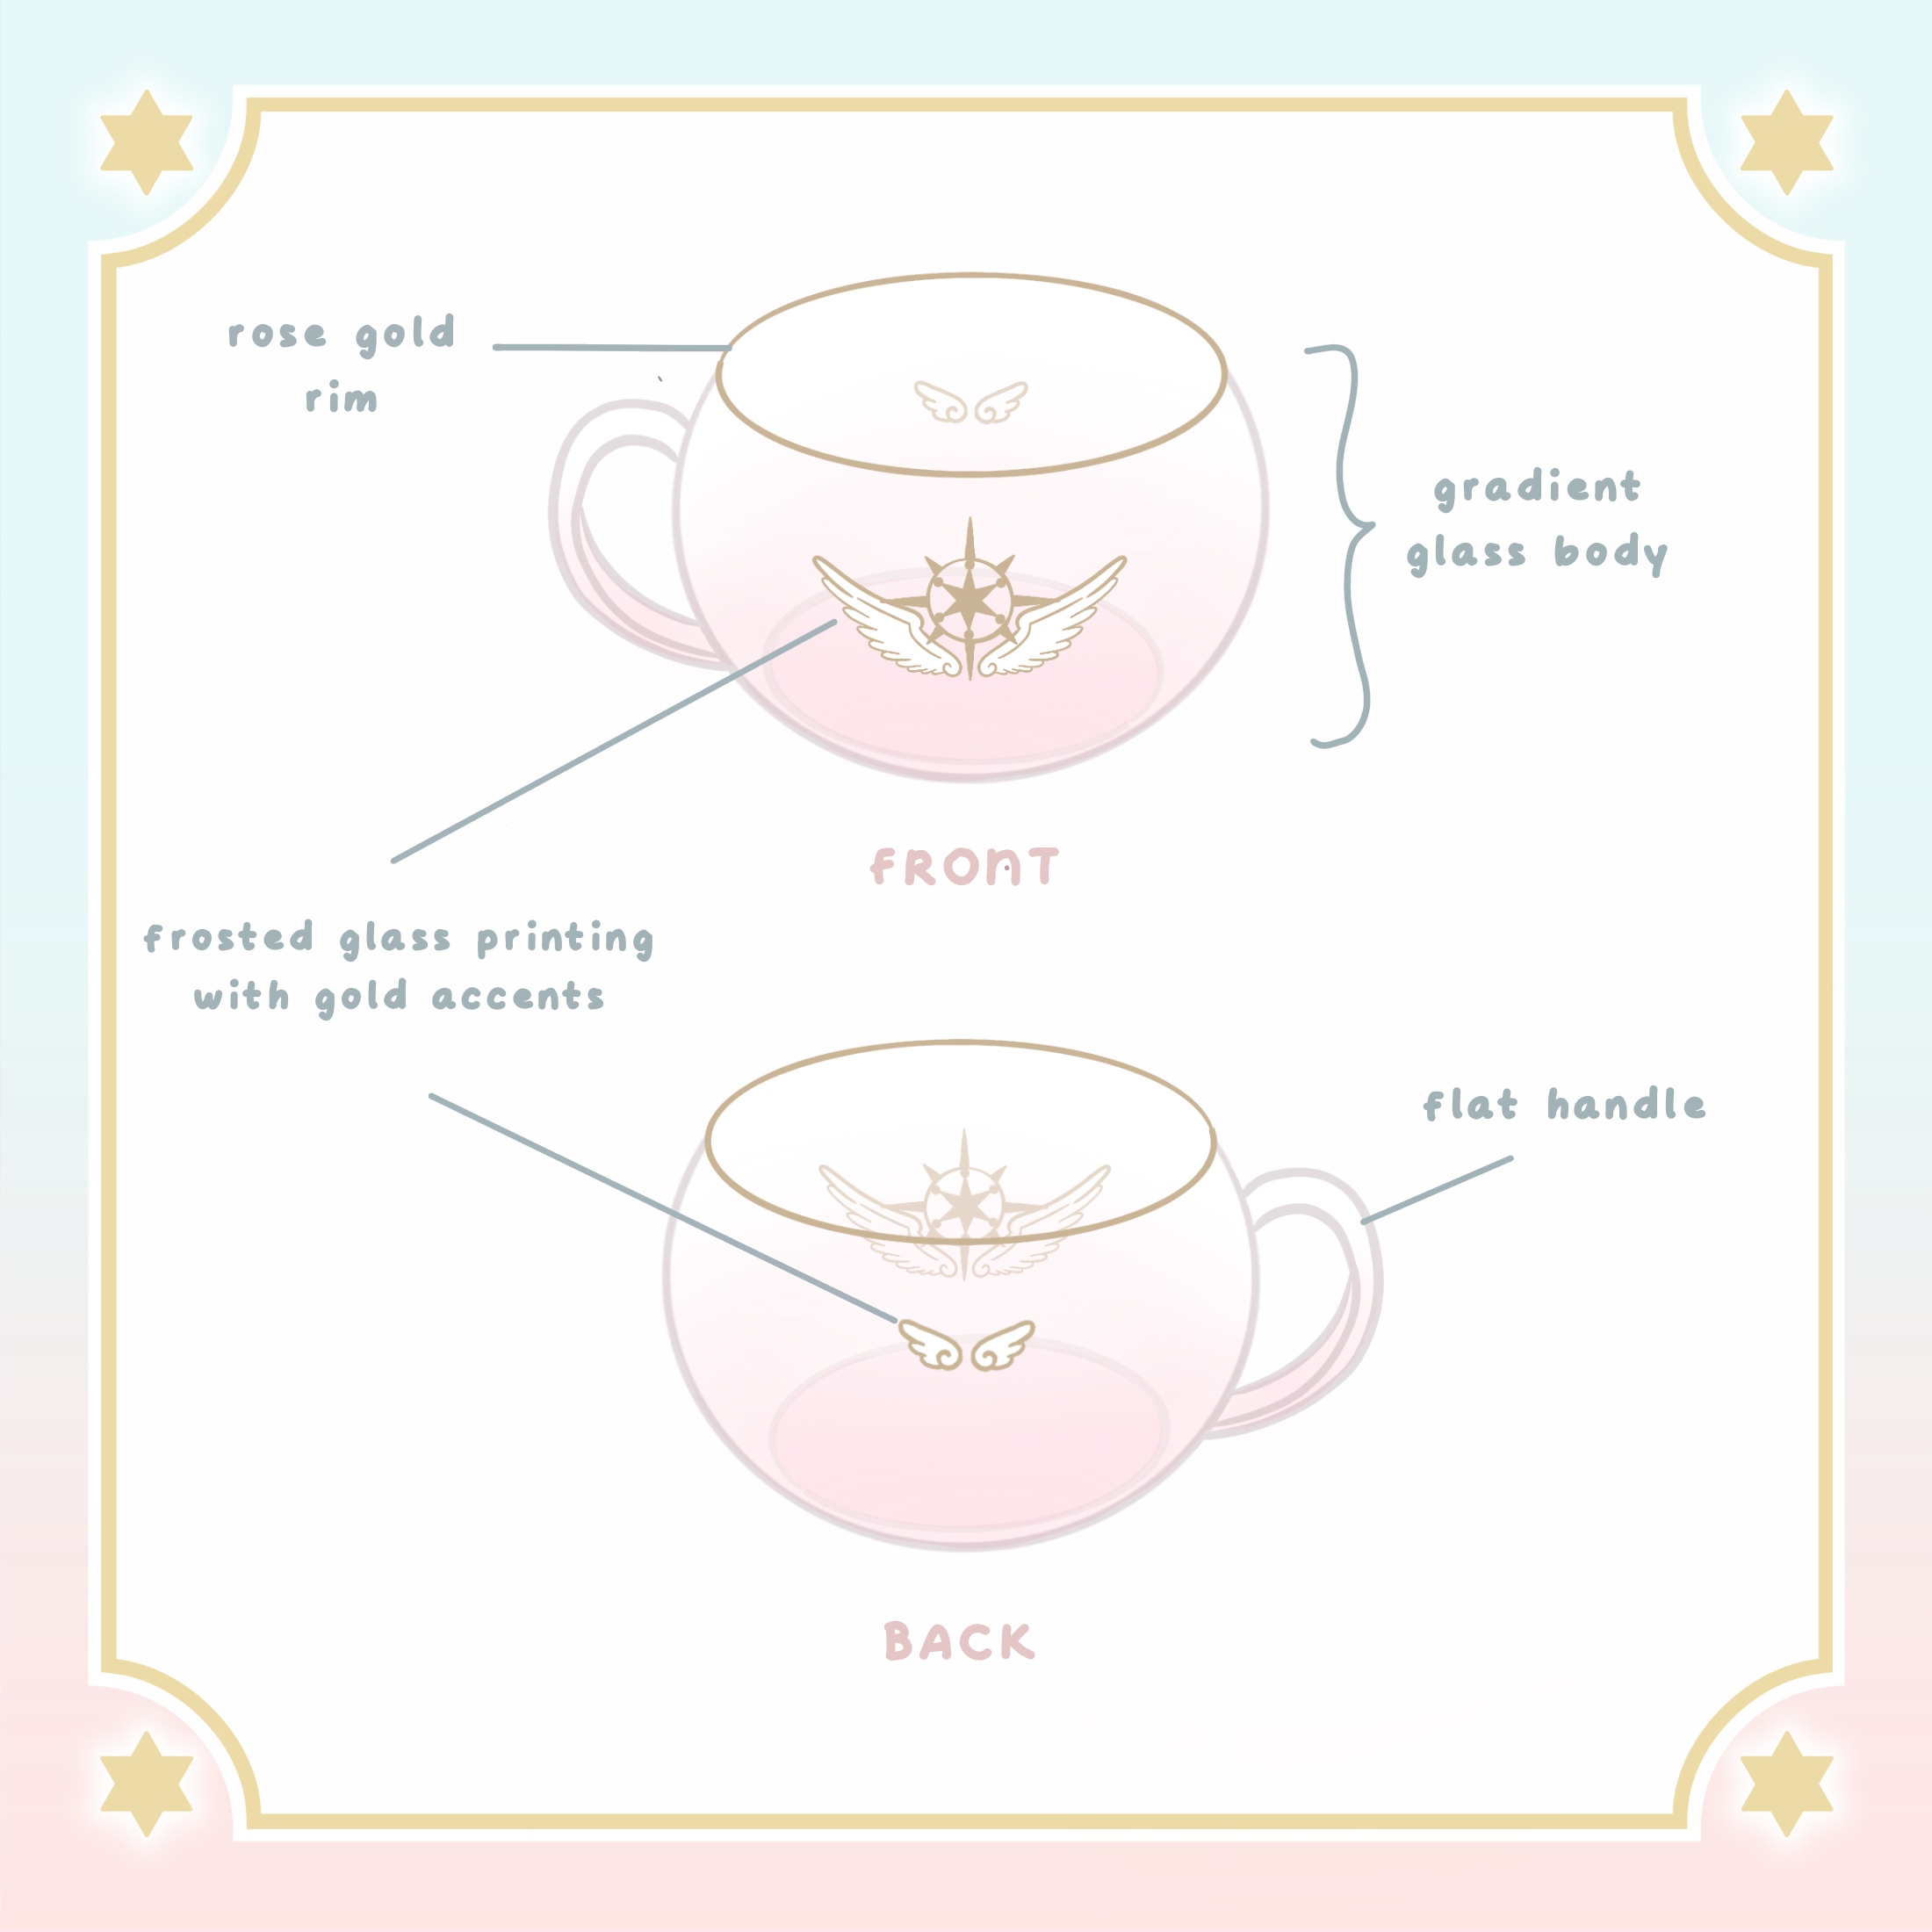 rose gold
rim
gradient
glass body
FRONT
frosted glass printing
with gold accents
flat handle
BACK